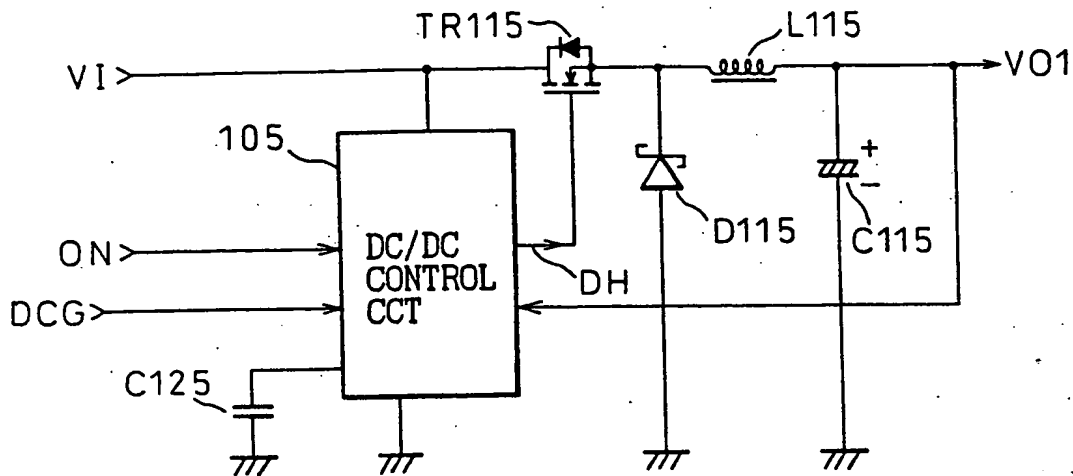 TR115
L115
VI
VO1
105
+
-
ON
DC/DC
CONTROL
CCT
DH
D115
C115
DCG
C125